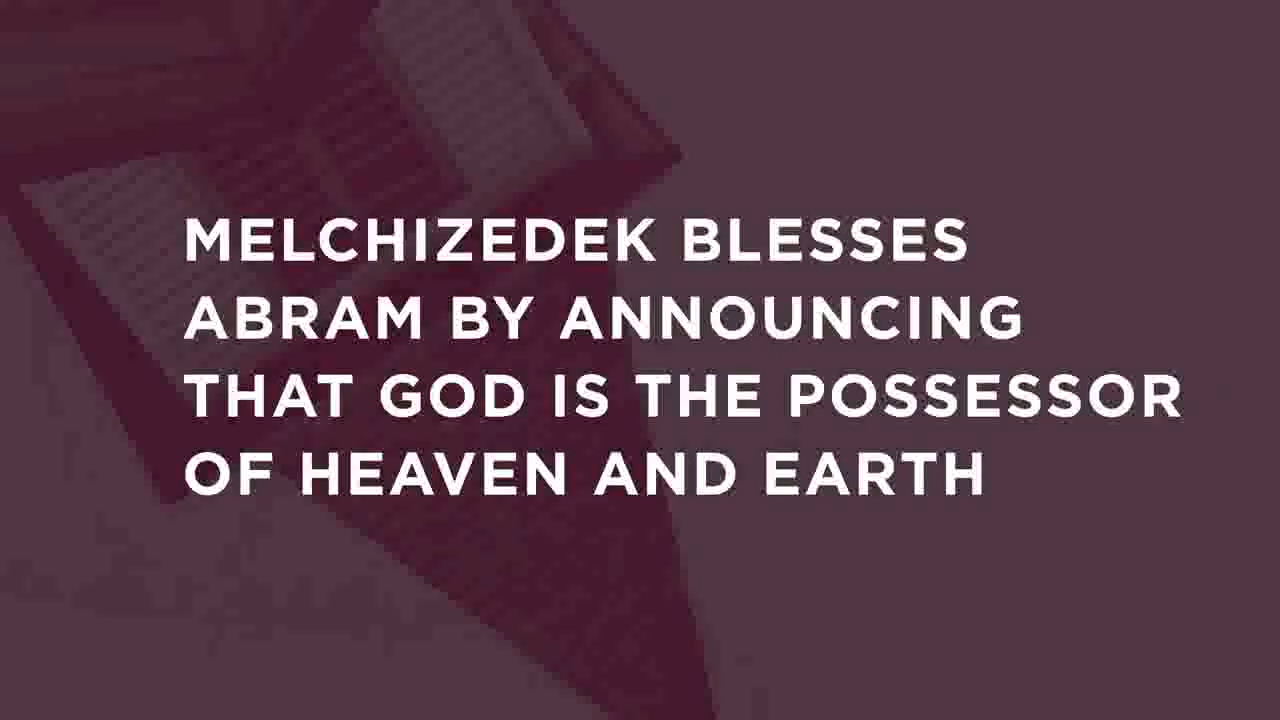 MELCHIZEDEK BLESSES
ABRAM BY ANNOUNCING
THAT GOD IS THE POSSESSOR
OF HEAVEN AND EARTH